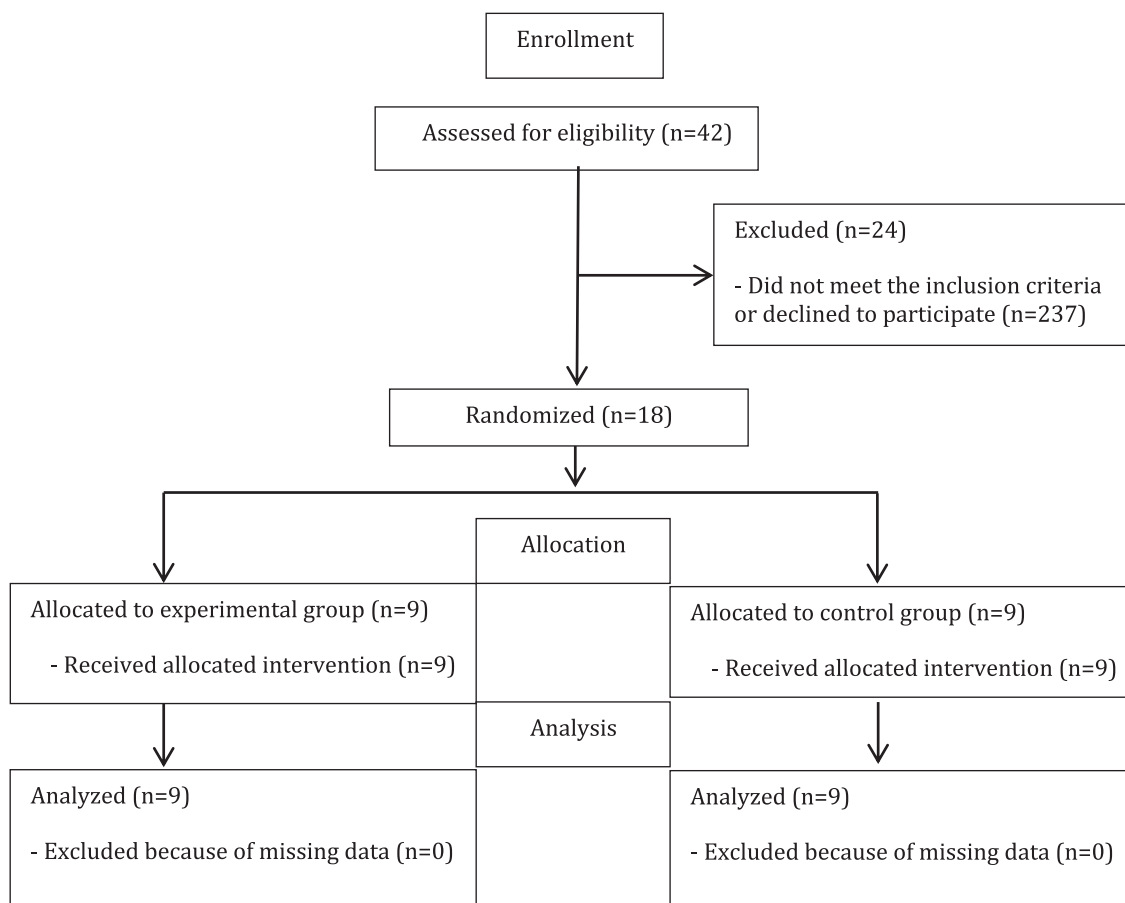 Enrollment
Assessed for eligibility (n=42)
Excluded (n=24)
- Did not meet the inclusion criteria
or declined to participate (n=237)
Randomized (n=18)
Allocation
Allocated to experimental group (n=9)
- Received allocated intervention (n=9)
Allocated to control group (n=9)
- Received allocated intervention (n=9)
Analysis
Analyzed (n=9)
- Excluded because of missing data (n=0)
Analyzed (n=9)
- Excluded because of missing data (n=0)